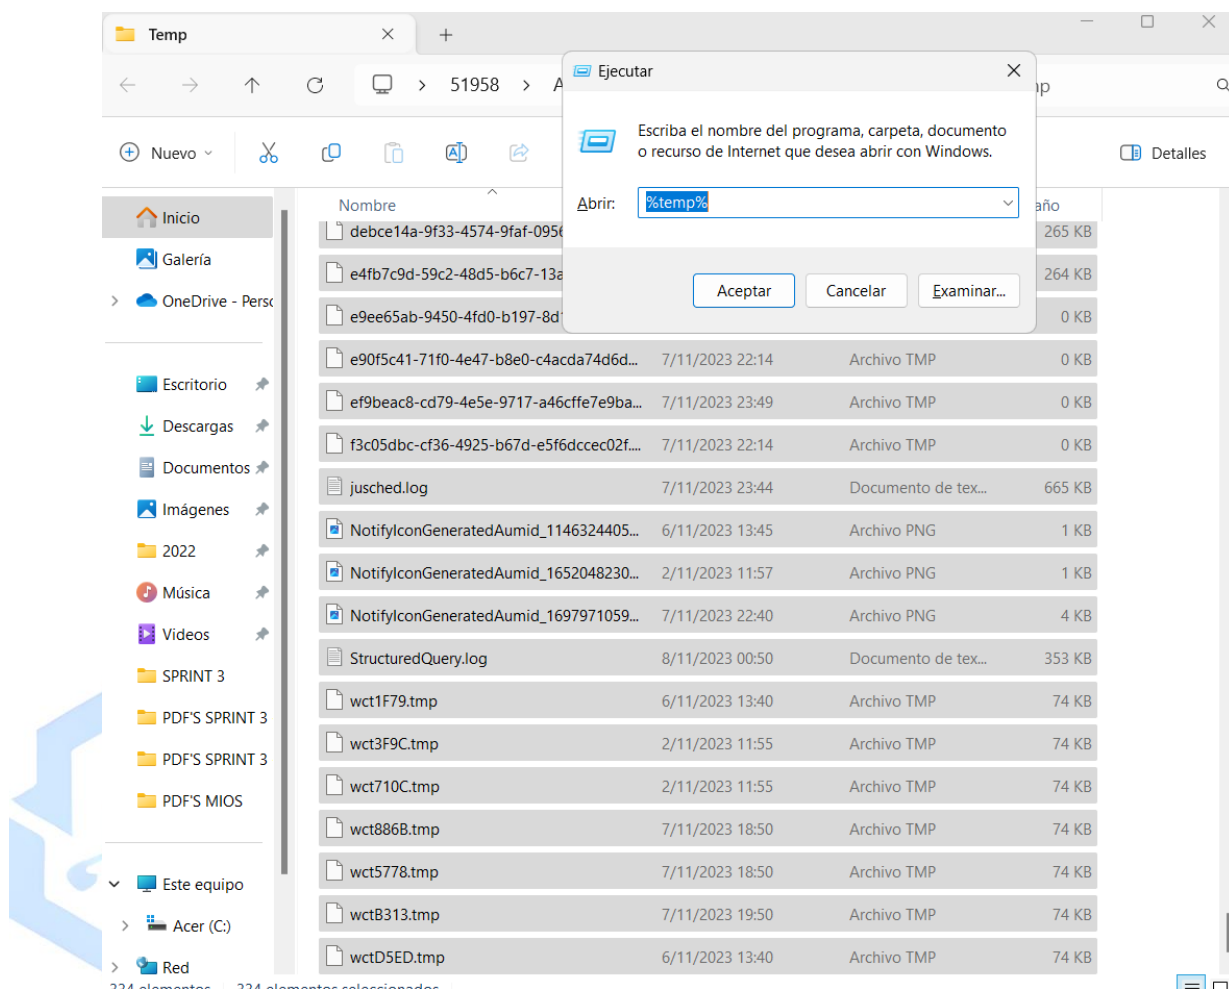 Temp
51958
Ejecutar
Escriba el nombre del programa, carpeta, documento
o recurso de Internet que desea abrir con Windows.
Abrir: %temp%
Aceptar Cancelar Examinar...
Nuevo
Detalles
Inicio
Galería
OneDrive - Perso
Escritorio
Descargas
Documentos
Imágenes
2022
Música
Videos
SPRINT 3
PDF'S SPRINT 3
PDF'S SPRINT 3
PDF'S MIOS
Este equipo
Acer (C:)
Red
Nombre
debce14a-9f33-4574-9faf-0956 265 KB
e4fb7c9d-59c2-48d5-b6c7-13a 264 KB
e9ee65ab-9450-4fd0-b197-8d 0 KB
e90f5c41-71f0-4e47-b8e0-c4acda74d6d... 7/11/2023 22:14 Archivo TMP 0 KB
ef9beac8-cd79-4e5e-9717-a46cffe7e9ba... 7/11/2023 23:49 Archivo TMP 0 KB
f3c05dbc-cf36-4925-b67d-e5f6dccec02f.... 7/11/2023 22:14 Archivo TMP 0 KB
jusched.log 7/11/2023 23:44 Documento de tex... 665 KB
NotifyIconGeneratedAumid_1146324405... 6/11/2023 13:45 Archivo PNG 1 KB
NotifyIconGeneratedAumid_1652048230... 2/11/2023 11:57 Archivo PNG 1 KB
NotifyIconGeneratedAumid_1697971059... 7/11/2023 22:40 Archivo PNG 4 KB
StructuredQuery.log 8/11/2023 00:50 Documento de tex... 353 KB
wct1F79.tmp 6/11/2023 13:40 Archivo TMP 74 KB
wct3F9C.tmp 2/11/2023 11:55 Archivo TMP 74 KB
wct710C.tmp 2/11/2023 11:55 Archivo TMP 74 KB
wct886B.tmp 7/11/2023 18:50 Archivo TMP 74 KB
wct5778.tmp 7/11/2023 18:50 Archivo TMP 74 KB
wctB313.tmp 7/11/2023 19:50 Archivo TMP 74 KB
wctD5ED.tmp 6/11/2023 13:40 Archivo TMP 74 KB
elementos elementos seleccionados